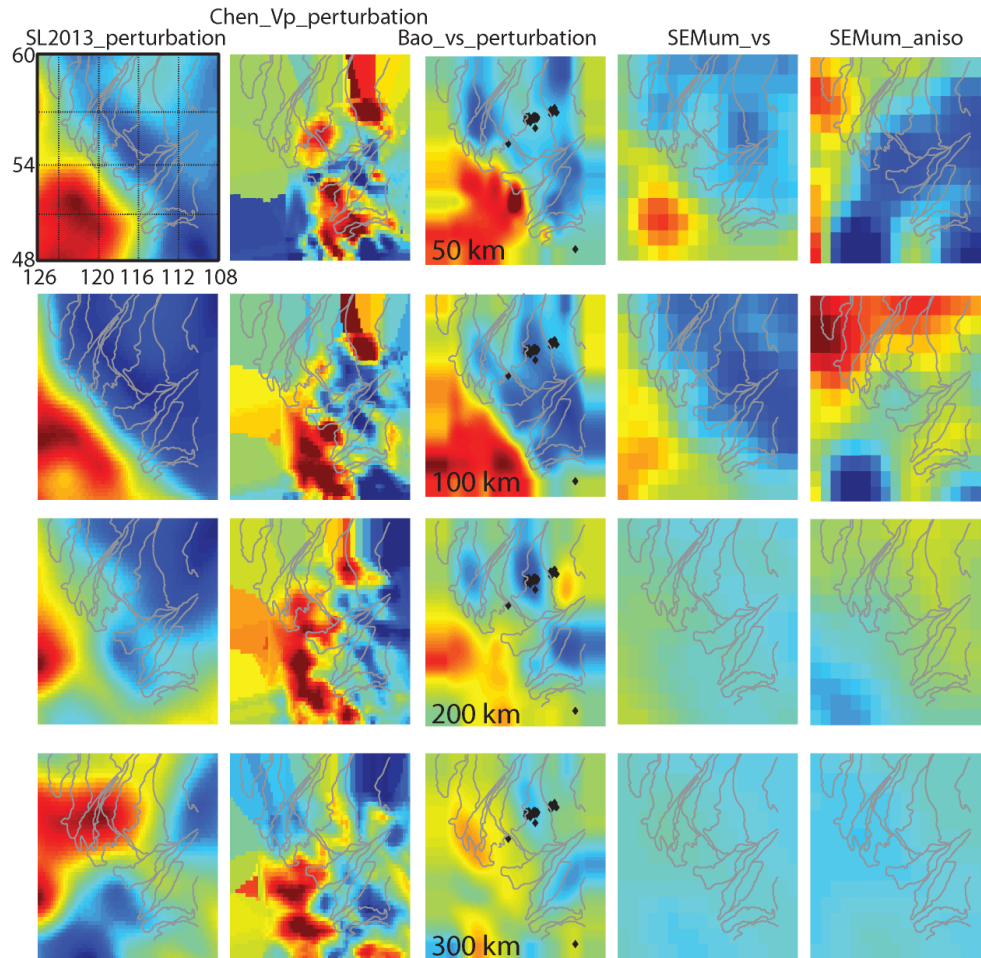 Chen_Vp_perturbation
SL2013_perturbation Bao_vs_perturbation SEMum_vs SEMum_aniso
60
54
48
126 120 116 112 108
50 km
100 km
200 km
300 km